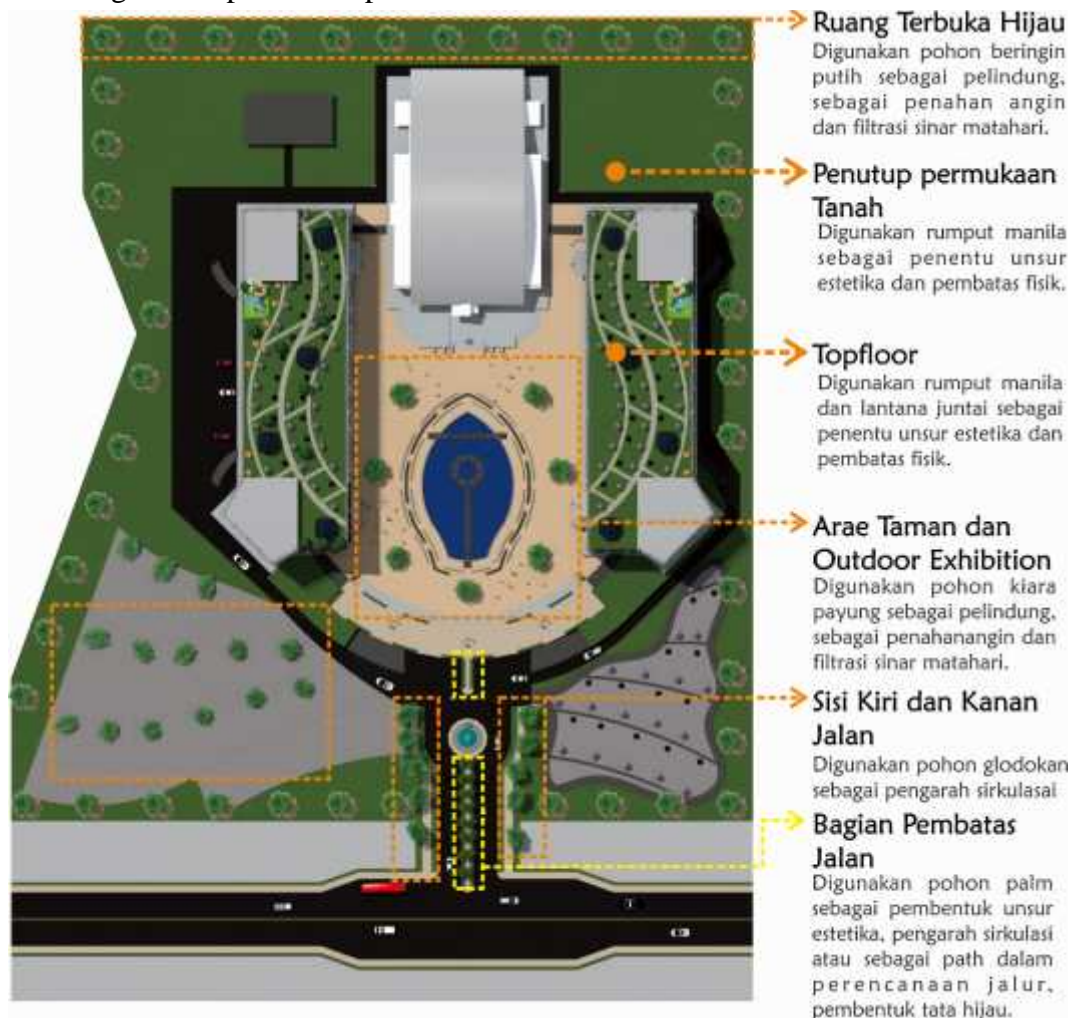 Ruang Terbuka Hijau
Digunakan pohon beringin
putih sebagai pelindung,
sebagai penahan angin
dan filtrasi sinar matahari.
Penutup permukaan
Tanah
Digunakan rumput manila
sebagai penentu unsur
estetika dan pembatas fisik.
Topfloor
Digunakan rumput manila
dan lantana juntai sebagai
penentu unsur estetika dan
pembatas fisik.
Arae Taman dan
Outdoor Exhibition
Digunakan pohon kiara
payung sebagai pelindung,
sebagai penahanangin dan
filtrasi sinar matahari.
Sisi Kiri dan Kanan
Jalan
Digunakan pohon glodokan
sebagai pengarah sirkulasai
Bagian Pembatas
Jalan
Digunakan pohon palm
sebagai pembentuk unsur
estetika, pengarah sirkulasi
atau sebagai path dalam
perencanaan jalur,
pembentuk tata hijau.